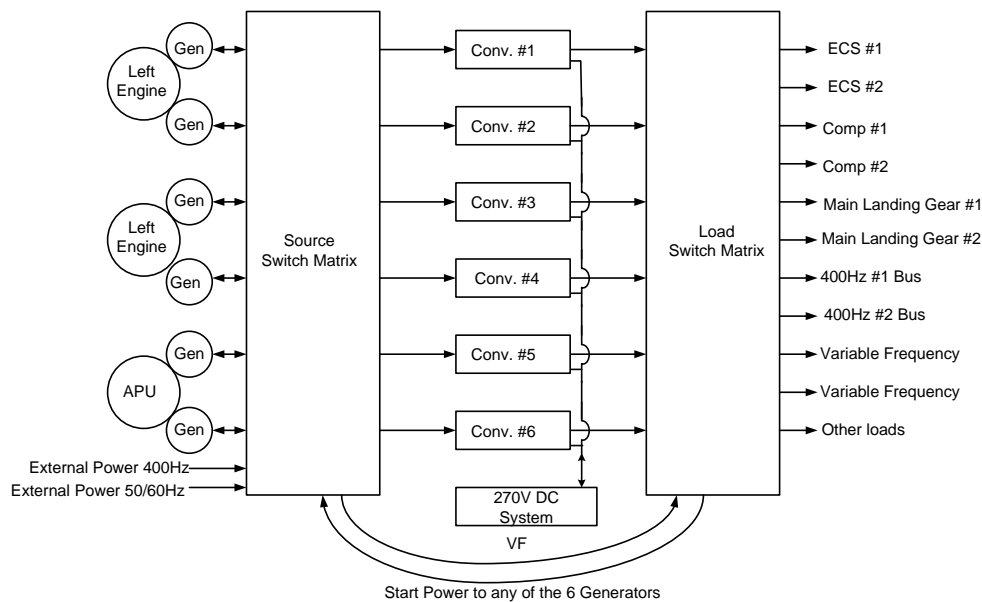 Gen
Left
Engine
Gen
Gen
Left
Engine
Gen
Gen
APU
Gen
External Power 400Hz
External Power 50/60Hz
Source
Switch Matrix
Conv. #1
Conv. #2
Conv. #3
Conv. #4
Conv. #5
Conv. #6
270V DC
System
Load
Switch Matrix
ECS #1
ECS #2
Comp #1
Comp #2
Main Landing Gear #1
Main Landing Gear #2
400Hz #1 Bus
400Hz #2 Bus
Variable Frequency
Variable Frequency
Other loads
VF
Start Power to any of the 6 Generators